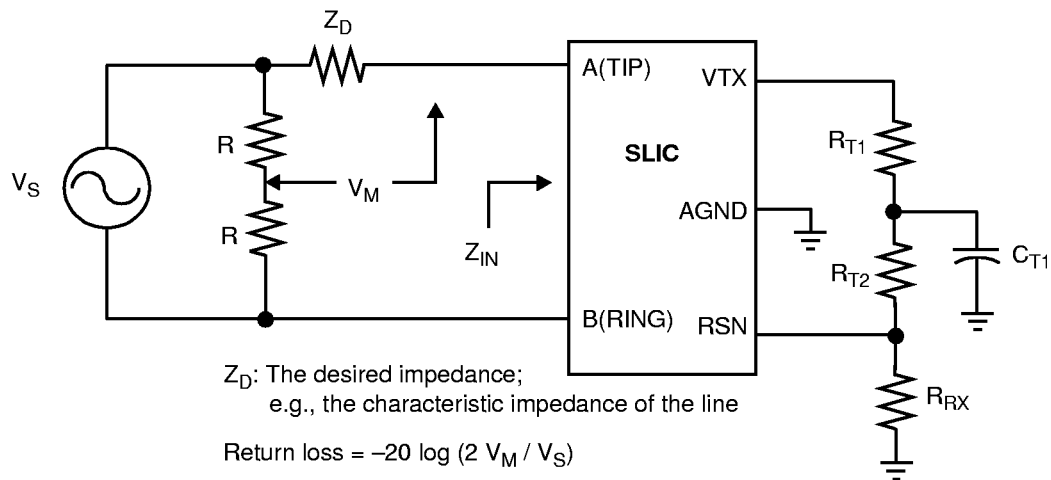 Z_D
A(TIP)
VTX
R
SLIC
R_T1
V_S
V_M
AGND
R
Z_IN
R_T2
C_T1
B(RING)
RSN
R_RX
Z_D: The desired impedance;
e.g., the characteristic impedance of the line
Return loss = –20 log (2 V_M / V_S)